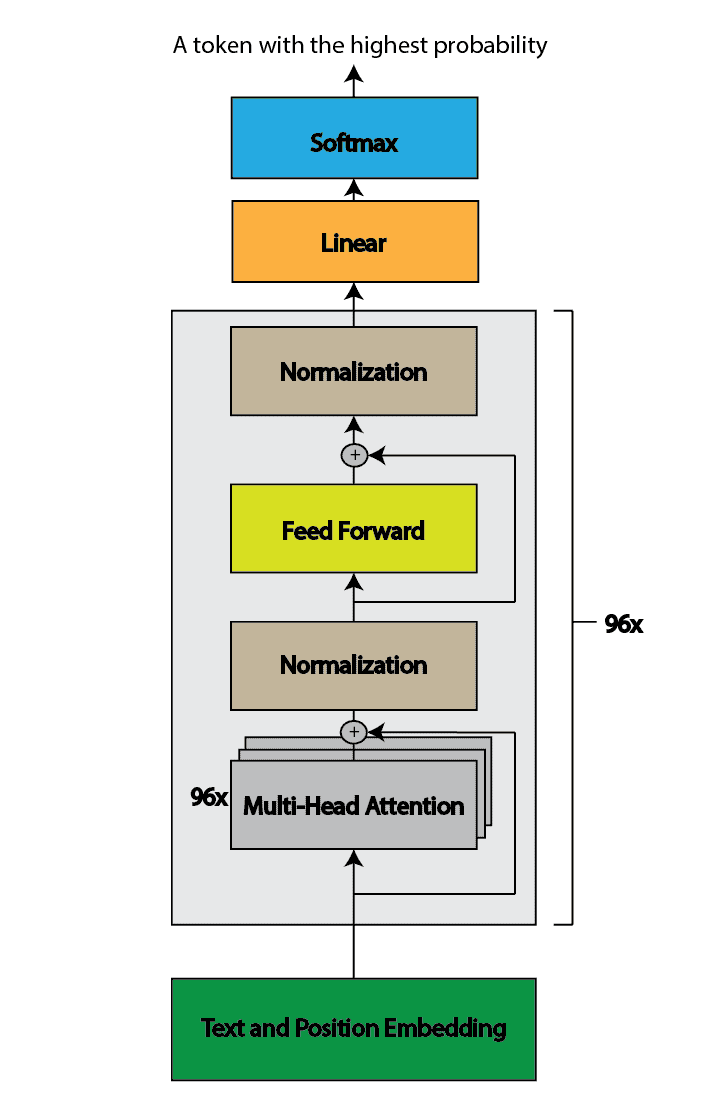 A token with the highest probability
Softmax
Linear
Normalization
+
Feed Forward
96x
Normalization
+
96x
Multi-Head Attention
Text and Position Embedding